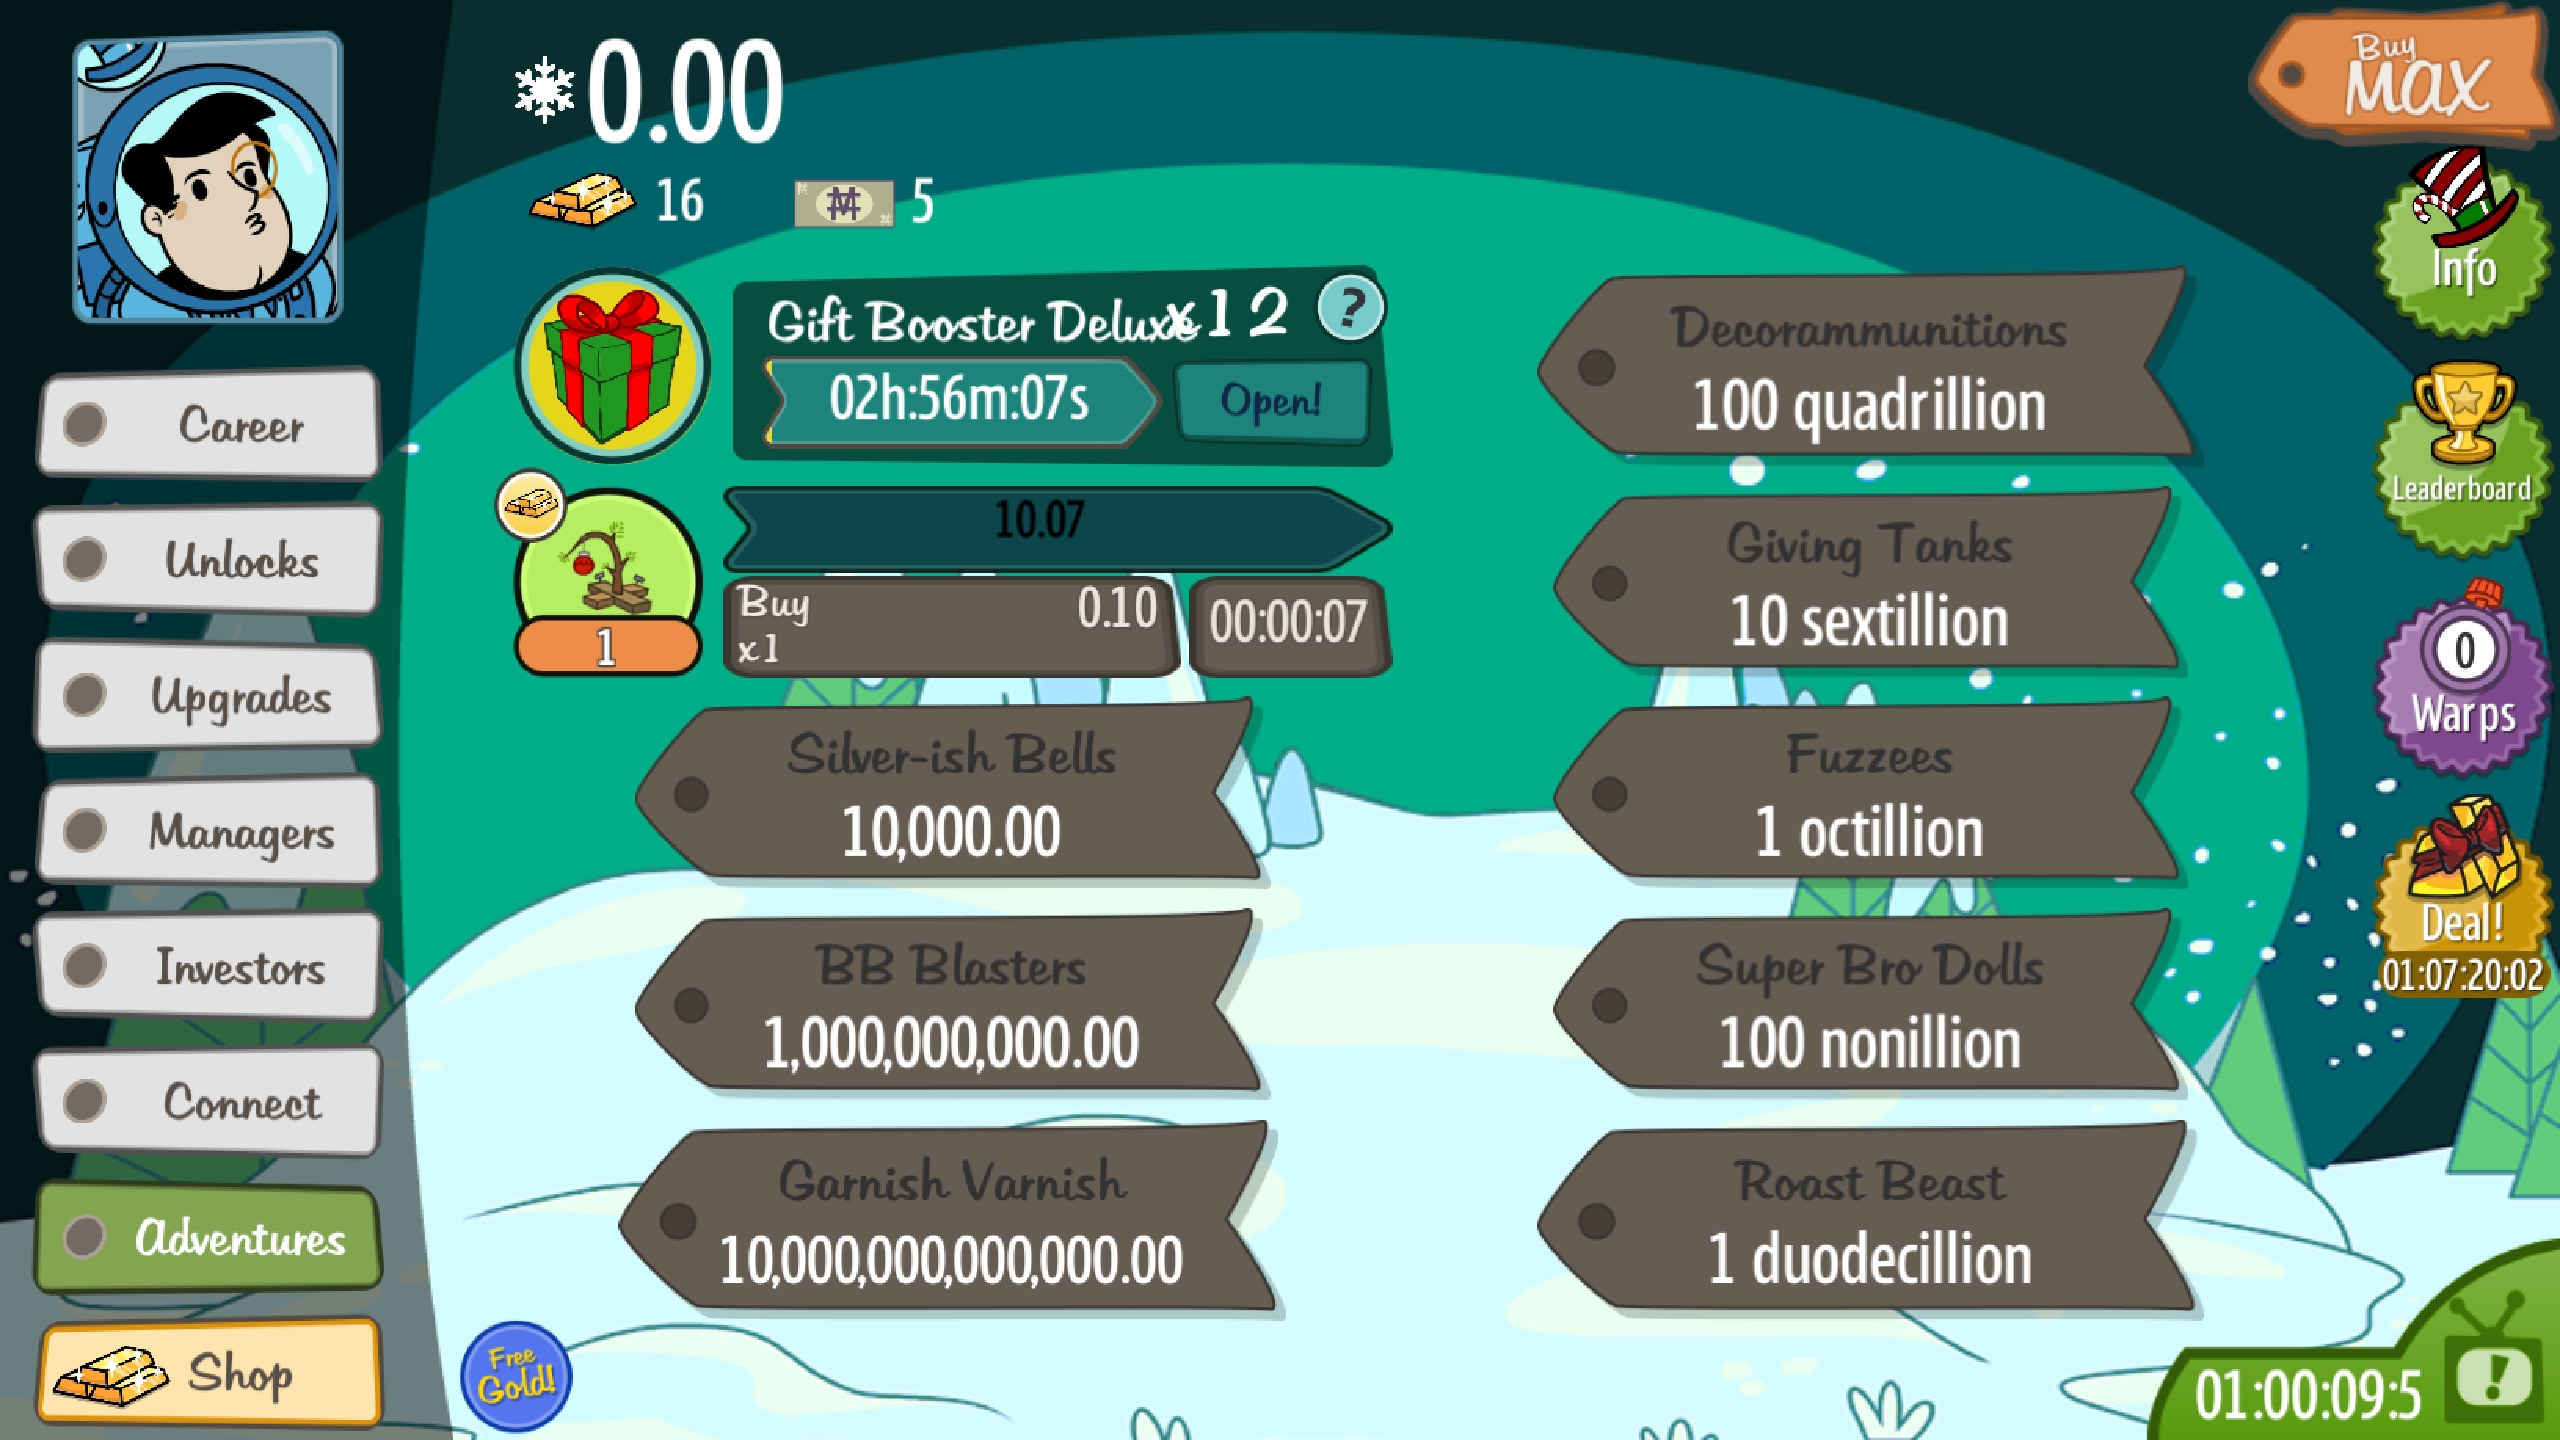 0.00
16
5
Buy
MAX
Info
Leaderboard
0
Warps
Deal!
01:07:20:02
Career
Unlocks
Upgrades
Managers
Investors
Connect
Adventures
Shop
Gift Booster Deluxe x12
?
02h:56m:07s
Open!
10.07
1
Buy
x1
0.10
00:00:07
Silver-ish Bells
10,000.00
BB Blasters
1,000,000,000.00
Garnish Varnish
10,000,000,000,000.00
Decorammunitions
100 quadrillion
Giving Tanks
10 sextillion
Fuzzees
1 octillion
Super Bro Dolls
100 nonillion
Roast Beast
1 duodecillion
Free
Gold!
01:00:09:5
!